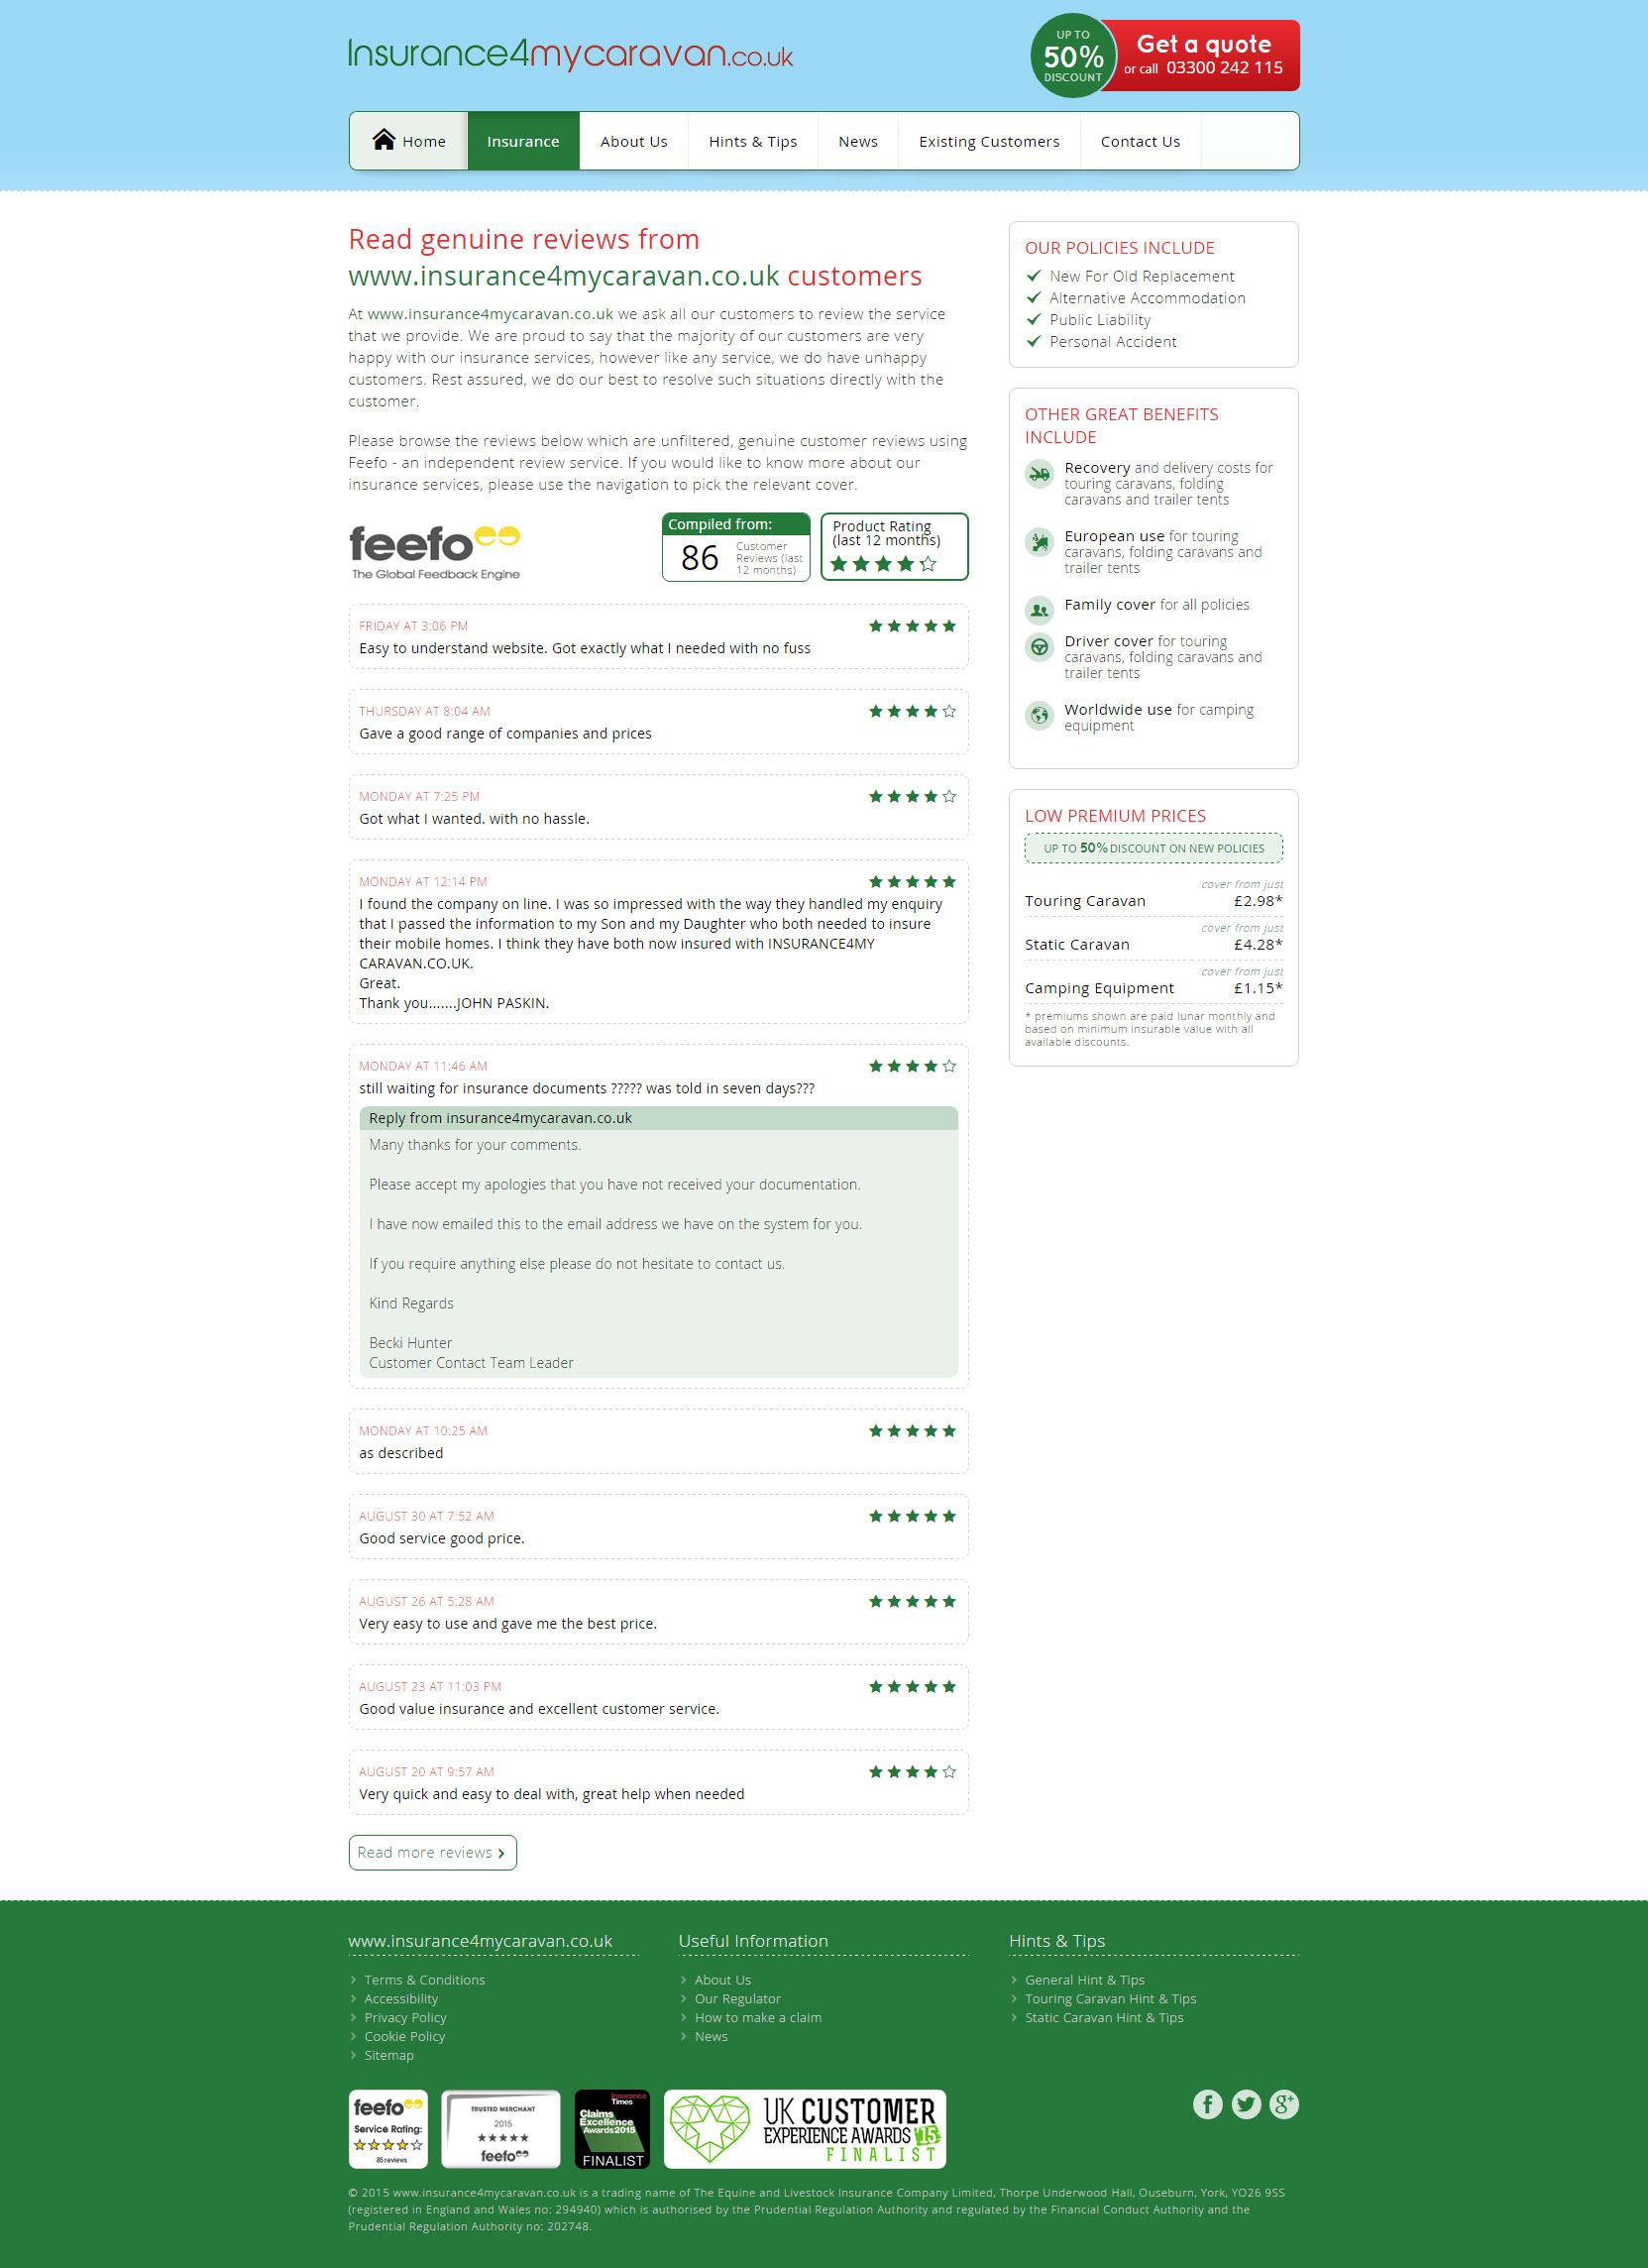 Insurance4mycaravan.co.uk
UP TO
50%
DISCOUNT
Get a quote
or call 03300 242 115
Home
Insurance
About Us
Hints & Tips
News
Existing Customers
Contact Us
Read genuine reviews from
www.insurance4mycaravan.co.uk customers
At www.insurance4mycaravan.co.uk we ask all our customers to review the service
that we provide. We are proud to say that the majority of our customers are very
happy with our insurance services, however like any service, we do have unhappy
customers. Rest assured, we do our best to resolve such situations directly with the
customer.
Please browse the reviews below which are unfiltered, genuine customer reviews using
Feefo - an independent review service. If you would like to know more about our
insurance services, please use the navigation to pick the relevant cover.
feefo
The Global Feedback Engine
Compiled from:
86
Customer
Reviews (last
12 months)
Product Rating
(last 12 months)
FRIDAY AT 3:06 PM
Easy to understand website. Got exactly what I needed with no fuss
THURSDAY AT 8:04 AM
Gave a good range of companies and prices
MONDAY AT 7:25 PM
Got what I wanted. with no hassle.
MONDAY AT 12:14 PM
I found the company on line. I was so impressed with the way they handled my enquiry
that I passed the information to my Son and my Daughter who both needed to insure
their mobile homes. I think they have both now insured with INSURANCE4MY
CARAVAN.CO.UK.
Great.
Thank you.......JOHN PASKIN.
MONDAY AT 11:46 AM
still waiting for insurance documents ????? was told in seven days???
Reply from insurance4mycaravan.co.uk
Many thanks for your comments.
Please accept my apologies that you have not received your documentation.
I have now emailed this to the email address we have on the system for you.
If you require anything else please do not hesitate to contact us.
Kind Regards
Becki Hunter
Customer Contact Team Leader
MONDAY AT 10:25 AM
as described
AUGUST 30 AT 7:52 AM
Good service good price.
AUGUST 26 AT 5:28 AM
Very easy to use and gave me the best price.
AUGUST 23 AT 11:03 PM
Good value insurance and excellent customer service.
AUGUST 20 AT 9:57 AM
Very quick and easy to deal with, great help when needed
Read more reviews
OUR POLICIES INCLUDE
New For Old Replacement
Alternative Accommodation
Public Liability
Personal Accident
OTHER GREAT BENEFITS
INCLUDE
Recovery and delivery costs for
touring caravans, folding
caravans and trailer tents
European use for touring
caravans, folding caravans and
trailer tents
Family cover for all policies
Driver cover for touring
caravans, folding caravans and
trailer tents
Worldwide use for camping
equipment
LOW PREMIUM PRICES
UP TO 50% DISCOUNT ON NEW POLICIES
cover from just
Touring Caravan £2.98*
cover from just
Static Caravan £4.28*
cover from just
Camping Equipment £1.15*
* premiums shown are paid lunar monthly and
based on minimum insurable value with all
available discounts.
www.insurance4mycaravan.co.uk
Terms & Conditions
Accessibility
Privacy Policy
Cookie Policy
Sitemap
Useful Information
About Us
Our Regulator
How to make a claim
News
Hints & Tips
General Hint & Tips
Touring Caravan Hint & Tips
Static Caravan Hint & Tips
feefo
Service Rating:
85 reviews
TRUSTED MERCHANT
2015
feefo
Insurance
Times
Claims
Excellence
Awards2015
FINALIST
UK CUSTOMER
EXPERIENCE AWARDS '15
FINALIST
© 2015 www.insurance4mycaravan.co.uk is a trading name of The Equine and Livestock Insurance Company Limited, Thorpe Underwood Hall, Ouseburn, York, YO26 9SS
(registered in England and Wales no: 294940) which is authorised by the Prudential Regulation Authority and regulated by the Financial Conduct Authority and the
Prudential Regulation Authority no: 202748.